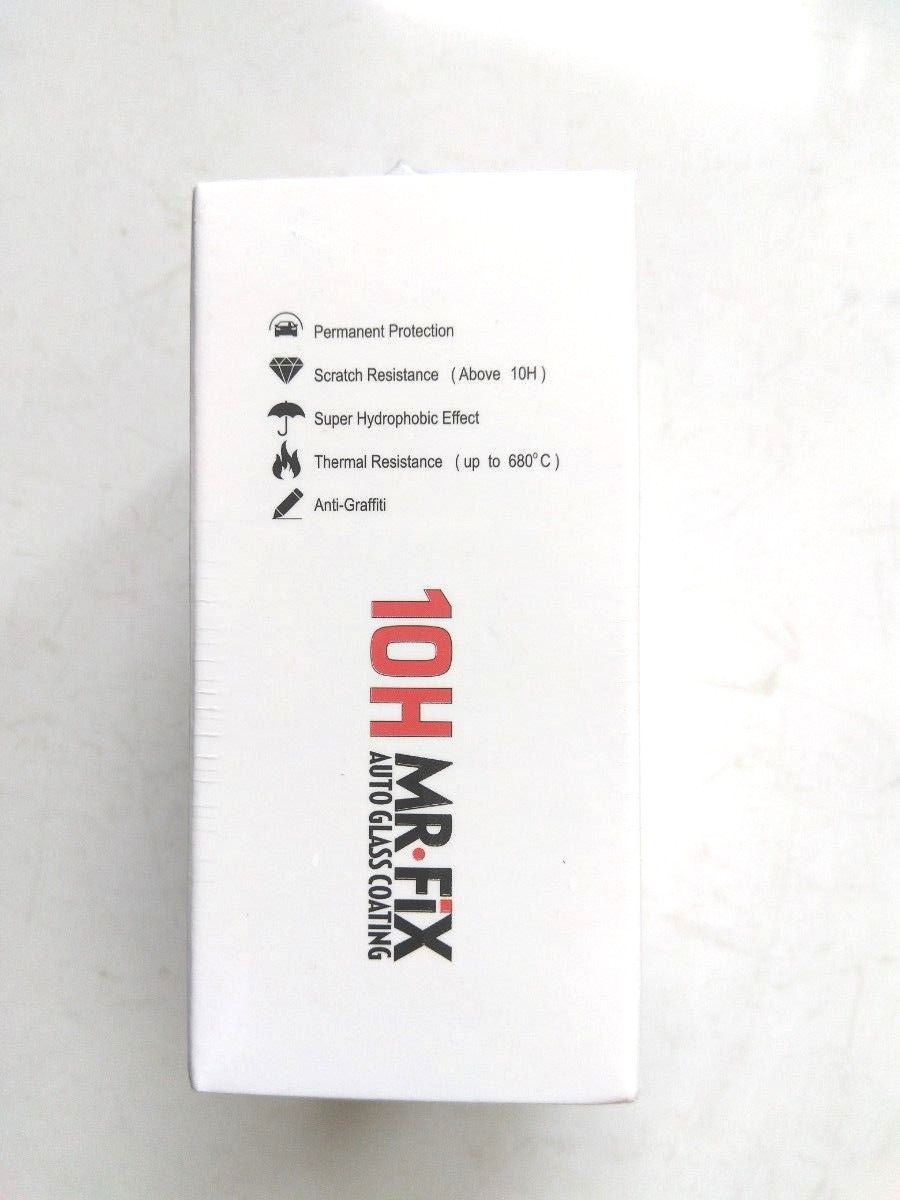 Permanent Protection
Scratch Resistance ( Above 10H )
Super Hydrophobic Effect
Thermal Resistance ( up to 680°C )
Anti-Graffiti
10H MR·FiX
AUTO GLASS COATING